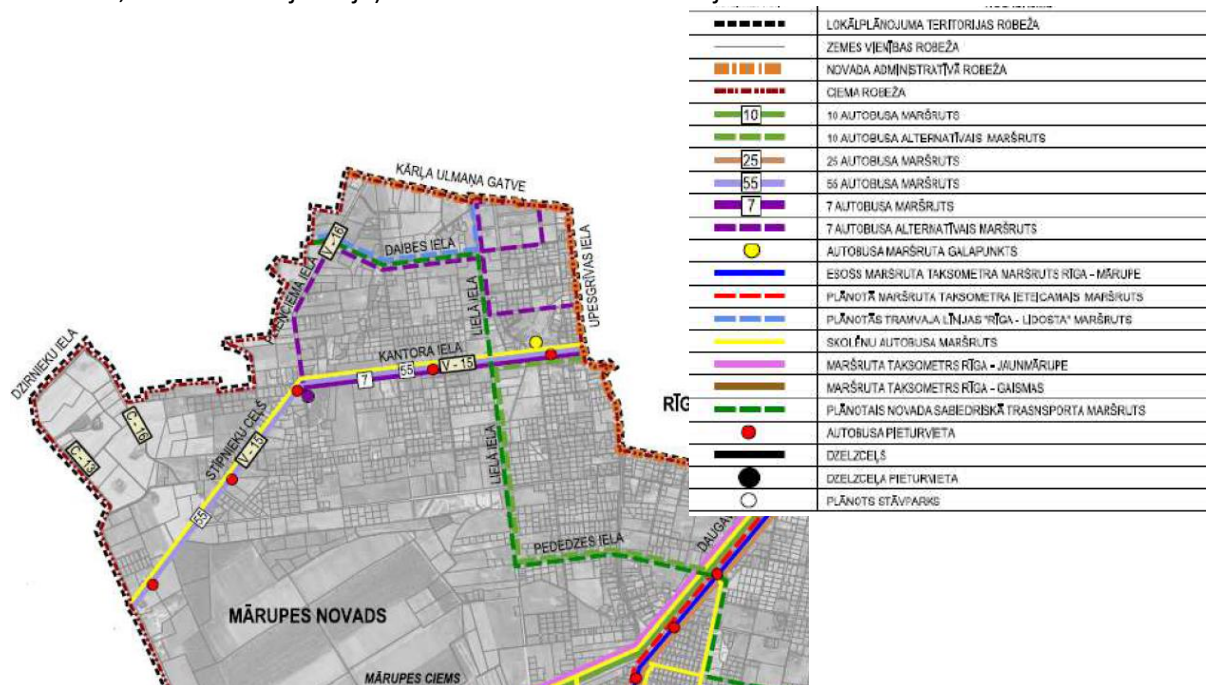 LOKĀLPLĀNOJUMA TERITORIJAS ROBEŽA
ZEMES VIENĪBAS ROBEŽA
NOVADA ADMINISTRATĪVĀ ROBEŽA
CIEMA ROBEŽA
10 10 AUTOBUSA MARŠRUTS
10 AUTOBUSA ALTERNATĪVAIS MARŠRUTS
25 25 AUTOBUSA MARŠRUTS
55 55 AUTOBUSA MARŠRUTS
7 7 AUTOBUSA MARŠRUTS
7 AUTOBUSA ALTERNATĪVAIS MARŠRUTS
AUTOBUSA MARŠRUTA GALAPUNKTS
ESOŠS MARŠRUTA TAKSOMETRA MARŠRUTS RĪGA - MĀRUPE
PLĀNOTĀ MARŠRUTA TAKSOMETRA IETEICAMAIS MARŠRUTS
PLĀNOTĀS TRAMVAJA LĪNIJAS "RĪGA - LIDOSTA" MARŠRUTS
SKOLĒNU AUTOBUSA MARŠRUTS
MARŠRUTA TAKSOMETRS RĪGA - JAUNMĀRUPE
MARŠRUTA TAKSOMETRS RĪGA - GAISMAS
PLĀNOTAIS NOVADA SABIEDRISKĀ TRASNSPORTA MARŠRUTS
AUTOBUSA PIETURVIETA
DZELZCEĻŠ
DZELZCEĻA PIETURVIETA
PLĀNOTS STĀVPARKS
KĀRĻA ULMAŅA GATVE
V - 16
DAIBES IELA
LIELĀ IELA
UPESGRĪVAS IELA
KANTORA IELA
V - 15
7
55
DZIRNIEKU IELA
C - 16
C - 13
STĪPNIEKU CEĻŠ
V - 15
55
LIELĀ IELA
RĪG
PEDEDZES IELA
DAUGAV
MĀRUPES NOVADS
MĀRUPES CIEMS